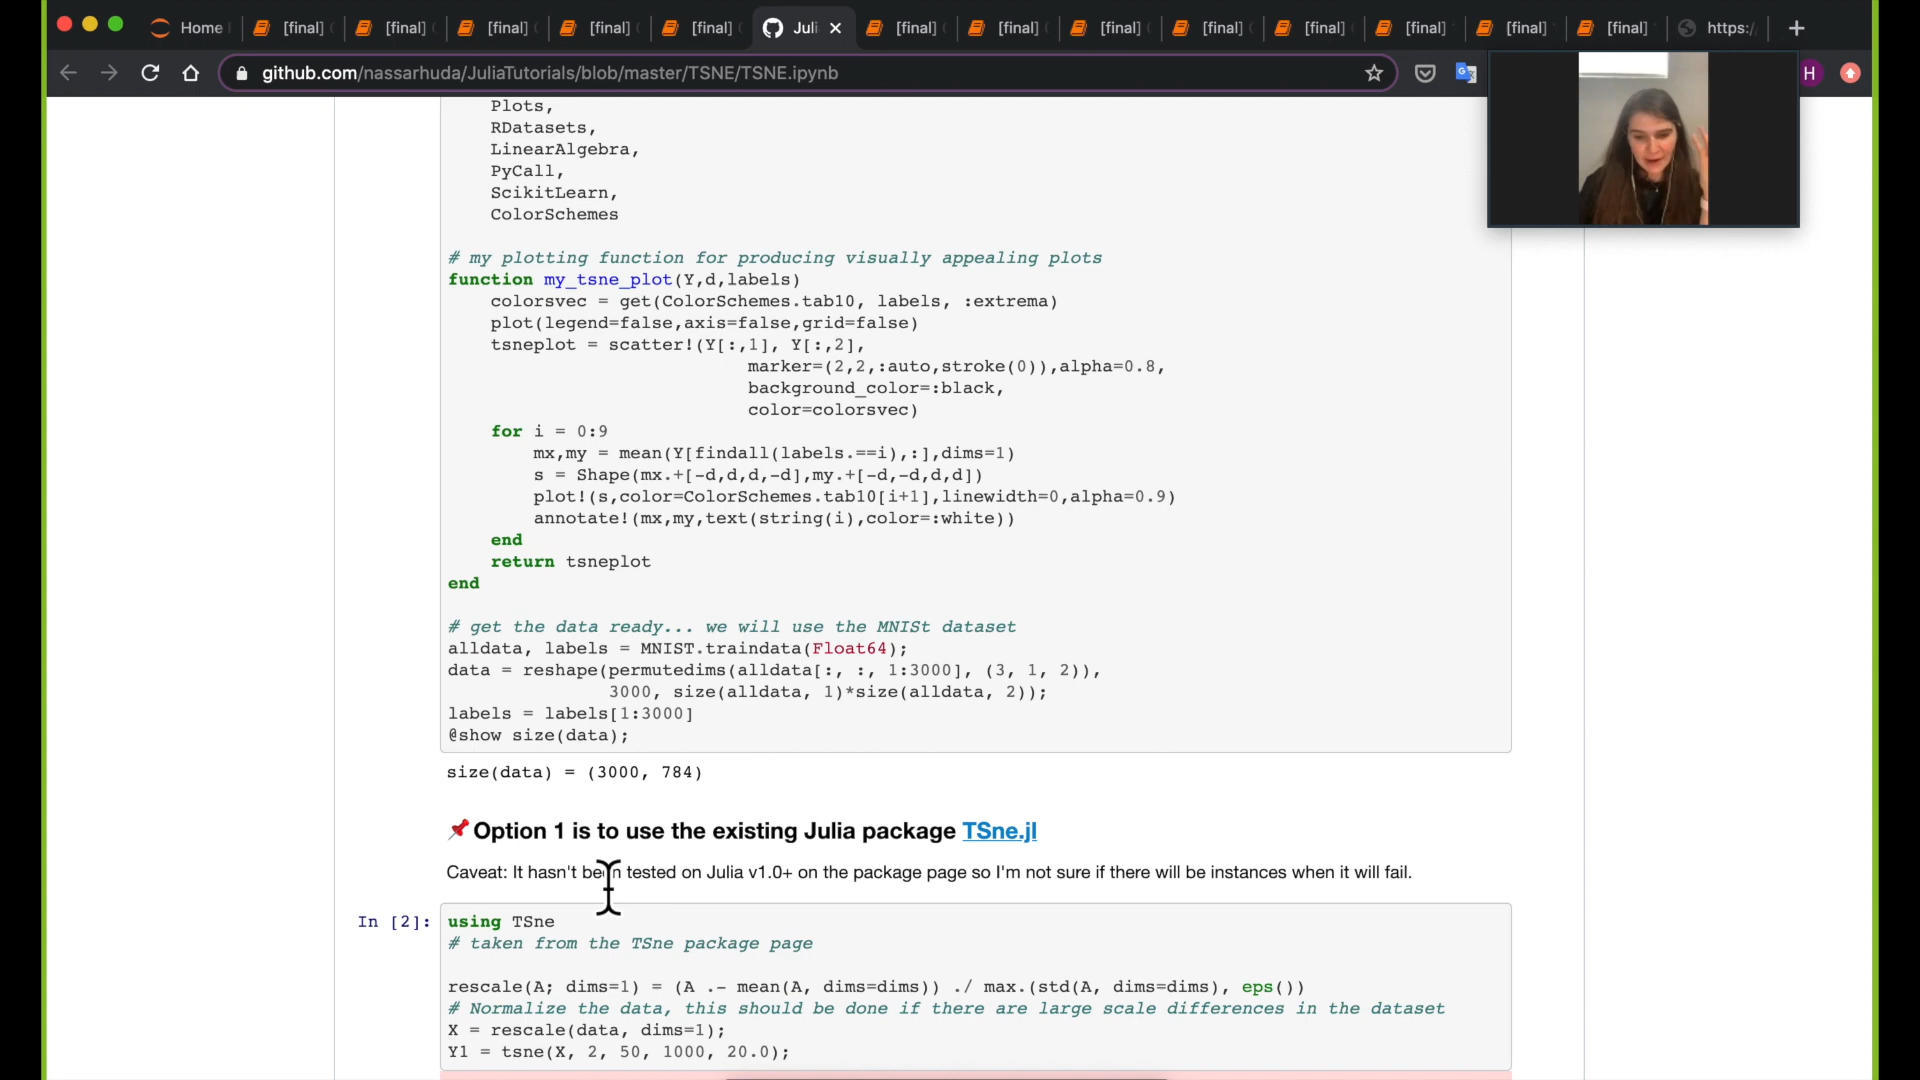 Home [final] [final] [final] [final] [final] Juli [final] [final] [final] [final] [final] [final] [final] [final] https:/
github.com/nassarhuda/JuliaTutorials/blob/master/TSNE/TSNE.ipynb H
Plots,
RDatasets,
LinearAlgebra,
PyCall,
ScikitLearn,
ColorSchemes
# my plotting function for producing visually appealing plots
function my_tsne_plot(Y,d,labels)
colorsvec = get(ColorSchemes.tab10, labels, :extrema)
plot(legend=false,axis=false,grid=false)
tsneplot = scatter!(Y[:,1], Y[:,2],
marker=(2,2,:auto,stroke(0)),alpha=0.8,
background_color=:black,
color=colorsvec)
for i = 0:9
mx,my = mean(Y[findall(labels.==i),:],dims=1)
s = Shape(mx.+[-d,d,d,-d],my.+[-d,-d,d,d])
plot!(s,color=ColorSchemes.tab10[i+1],linewidth=0,alpha=0.9)
annotate!(mx,my,text(string(i),color=:white))
end
return tsneplot
end
# get the data ready... we will use the MNISt dataset
alldata, labels = MNIST.traindata(Float64);
data = reshape(permutedims(alldata[:, :, 1:3000], (3, 1, 2)),
3000, size(alldata, 1)*size(alldata, 2));
labels = labels[1:3000]
@show size(data);
size(data) = (3000, 784)
Option 1 is to use the existing Julia package TSne.jl
Caveat: It hasn't been tested on Julia v1.0+ on the package page so I'm not sure if there will be instances when it will fail.
In [2]: using TSne
# taken from the TSne package page
rescale(A; dims=1) = (A .- mean(A, dims=dims)) ./ max.(std(A, dims=dims), eps())
# Normalize the data, this should be done if there are large scale differences in the dataset
X = rescale(data, dims=1);
Y1 = tsne(X, 2, 50, 1000, 20.0);